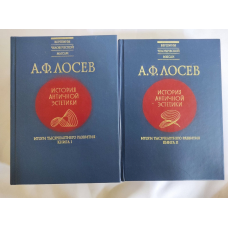 А.Ф.ЛОСЕВ
ИСТОРИЯ
АНТИЧНОЙ
ЭСТЕТИКИ
ИТОГИ ТЫСЯЧЕЛЕТНЕГО РАЗВИТИЯ
КНИГА I
А.Ф.ЛОСЕВ
ИСТОРИЯ
АНТИЧНОЙ
ЭСТЕТИКИ
ИТОГИ ТЫСЯЧЕЛЕТНЕГО РАЗВИТИЯ
КНИГА II